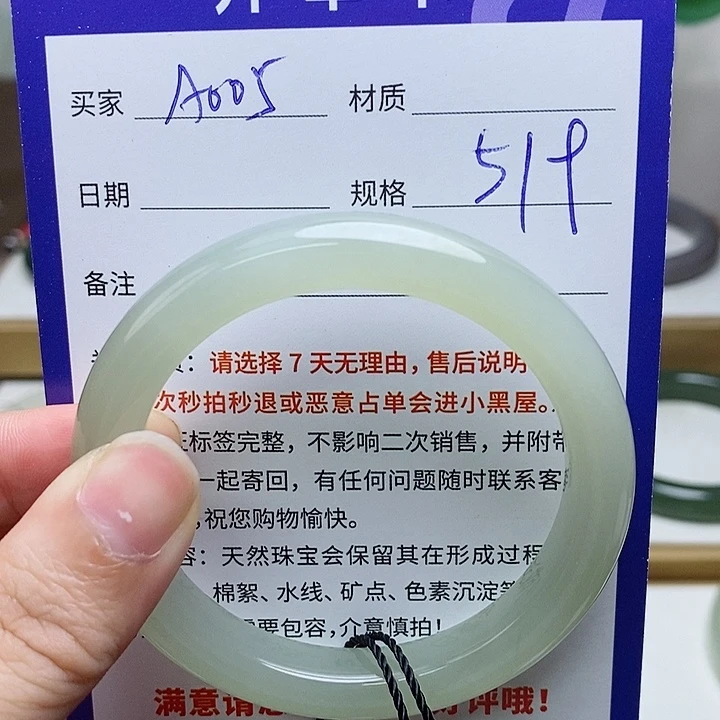 买家 A005 材质
日期 规格 519
备注
：请选择 7 天无理由，售后说明
次秒拍秒退或恶意占单会进小黑屋。
标签完整，不影响二次销售，并附带
一起寄回，有任何问题随时联系客
，祝您购物愉快。
容：天然珠宝会保留其在形成过程
棉絮、水线、矿点、色素沉淀等
需要包容，介意慎拍！
满意请 好评哦！